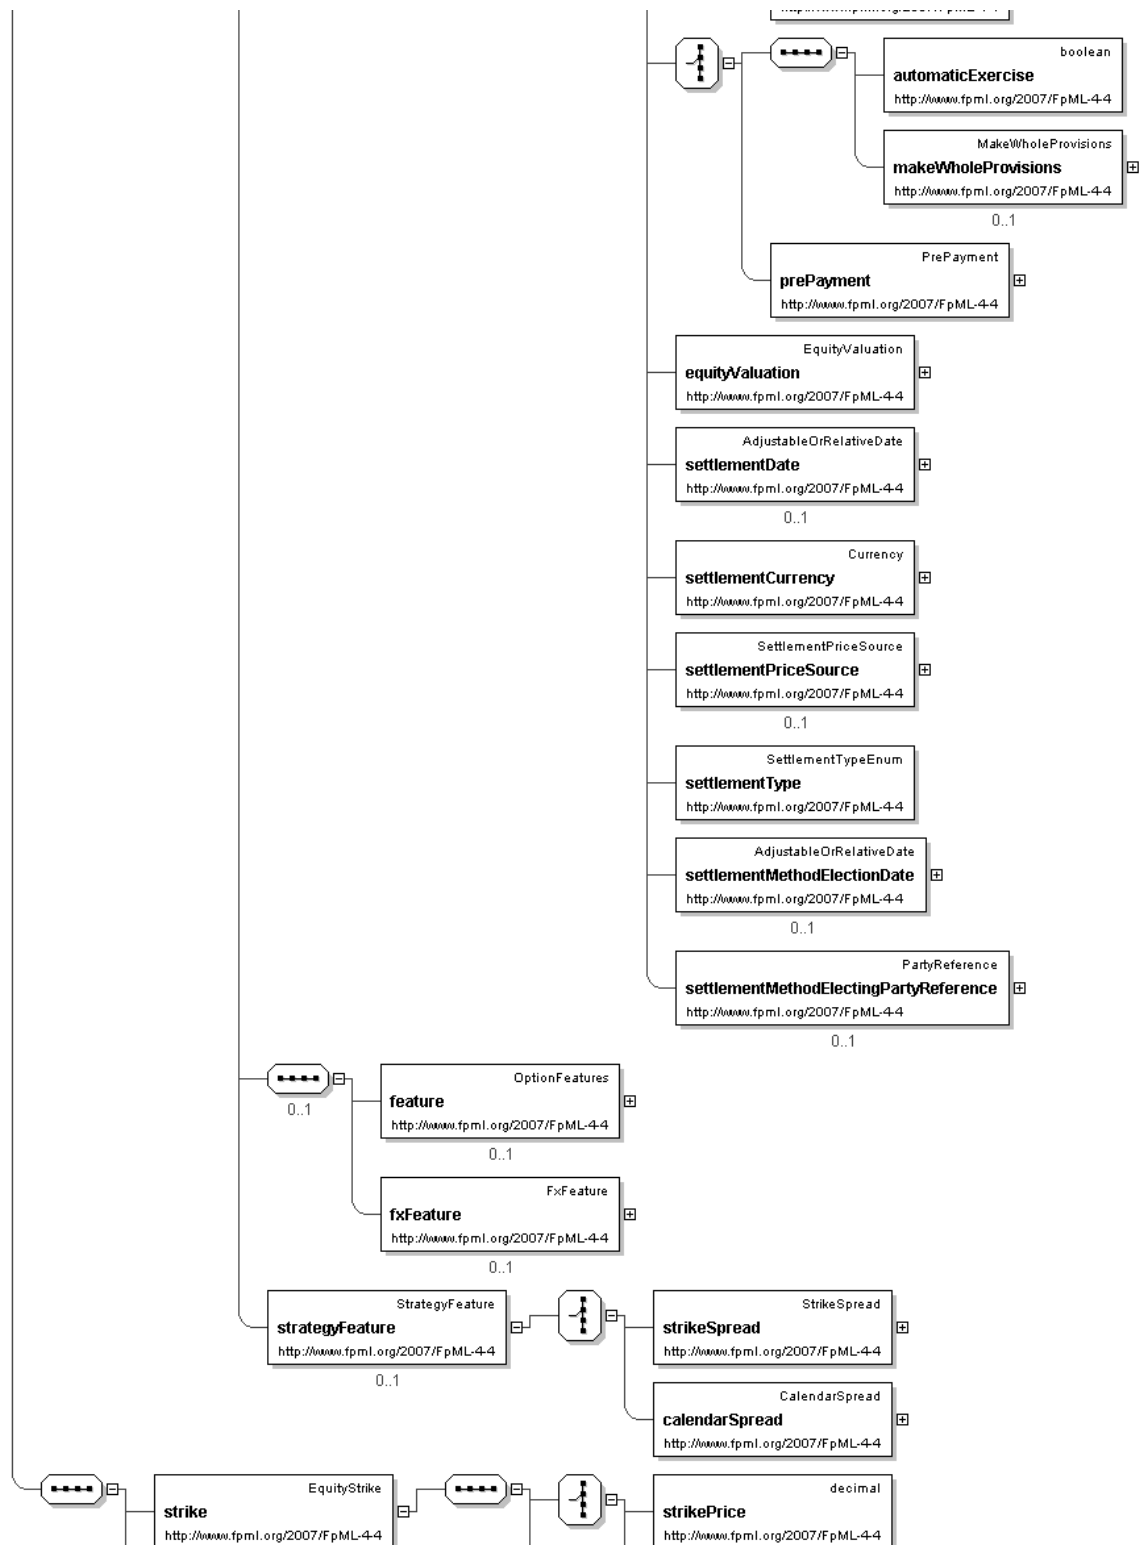 boolean
automaticExercise
http://www.fpml.org/2007/FpML-4-4
MakeWholeProvisions
makeWholeProvisions
http://www.fpml.org/2007/FpML-4-4
0..1
PrePayment
prePayment
http://www.fpml.org/2007/FpML-4-4
EquityValuation
equityValuation
http://www.fpml.org/2007/FpML-4-4
AdjustableOrRelativeDate
settlementDate
http://www.fpml.org/2007/FpML-4-4
0..1
Currency
settlementCurrency
http://www.fpml.org/2007/FpML-4-4
SettlementPriceSource
settlementPriceSource
http://www.fpml.org/2007/FpML-4-4
0..1
SettlementTypeEnum
settlementType
http://www.fpml.org/2007/FpML-4-4
AdjustableOrRelativeDate
settlementMethodElectionDate
http://www.fpml.org/2007/FpML-4-4
0..1
PartyReference
settlementMethodElectingPartyReference
http://www.fpml.org/2007/FpML-4-4
0..1
0..1
OptionFeatures
feature
http://www.fpml.org/2007/FpML-4-4
0..1
FxFeature
fxFeature
http://www.fpml.org/2007/FpML-4-4
0..1
StrategyFeature
strategyFeature
http://www.fpml.org/2007/FpML-4-4
0..1
StrikeSpread
strikeSpread
http://www.fpml.org/2007/FpML-4-4
CalendarSpread
calendarSpread
http://www.fpml.org/2007/FpML-4-4
EquityStrike
strike
http://www.fpml.org/2007/FpML-4-4
decimal
strikePrice
http://www.fpml.org/2007/FpML-4-4